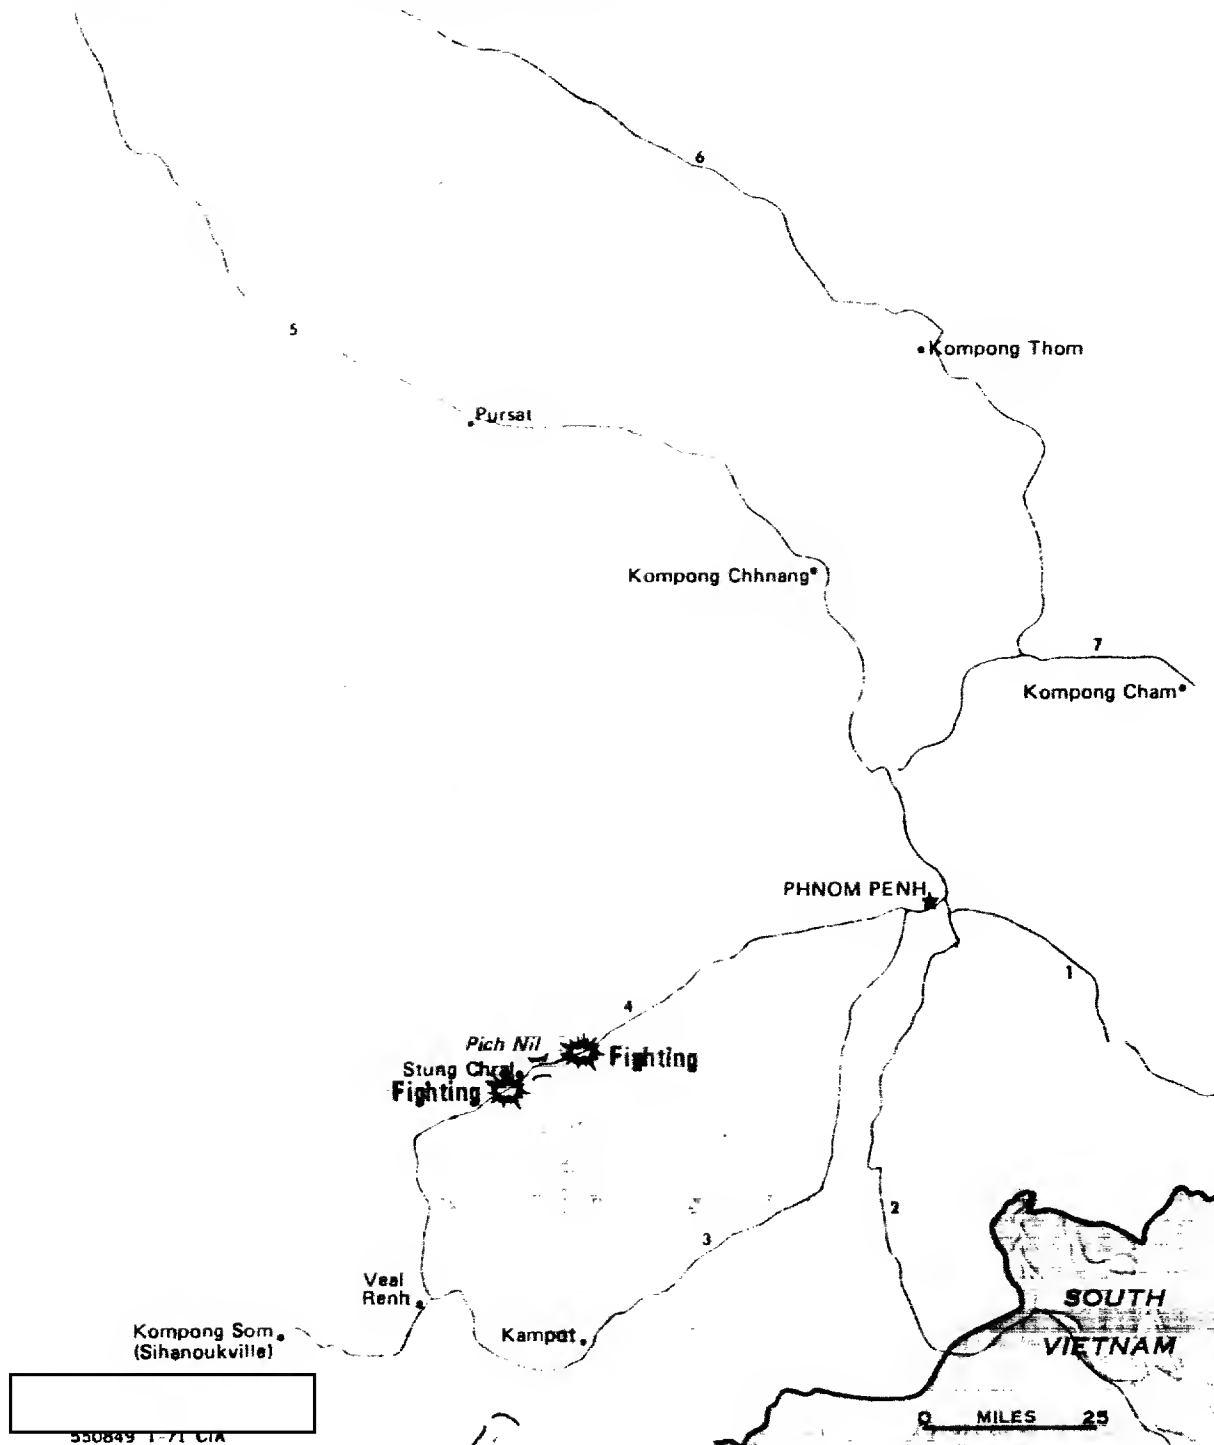 6
5
Kompong Thom
Pursat
Kompong Chhnang
7
Kompong Cham
PHNOM PENH
1
4
Pich Nil
Fighting
Stung Chral
Fighting
2
3
SOUTH
VIETNAM
Veal
Renh
Kompong Som
(Sihanoukville)
Kampot
0 MILES 25
550849 1-71 CIA